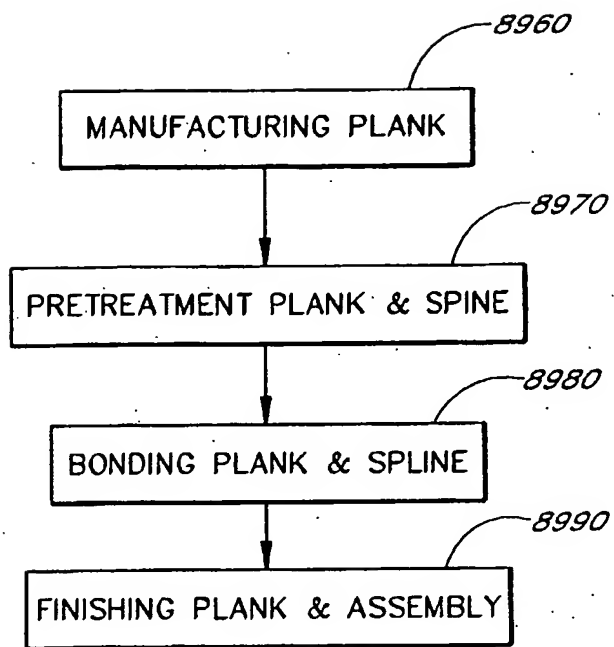 8960
MANUFACTURING PLANK
8970
PRETREATMENT PLANK & SPINE
8980
BONDING PLANK & SPLINE
8990
FINISHING PLANK & ASSEMBLY